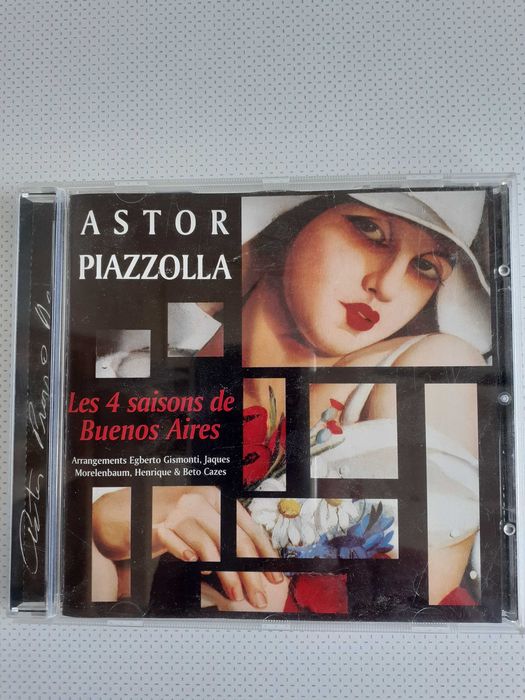 ASTOR
PIAZZOLLA
Les 4 saisons de
Buenos Aires
Arrangements Egberto Gismonti, Jaques
Morelenbaum, Henrique & Beto Cazes